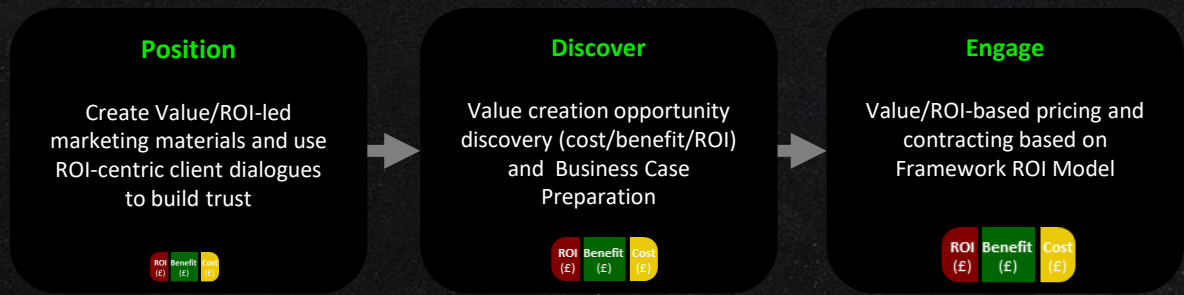 Position
Create Value/ROI-led
marketing materials and use
ROI-centric client dialogues
to build trust
ROI Benefit Cost
(£) (£) (£)
Discover
Value creation opportunity
discovery (cost/benefit/ROI)
and Business Case
Preparation
ROI Benefit Cost
(£) (£) (£)
Engage
Value/ROI-based pricing and
contracting based on
Framework ROI Model
ROI Benefit Cost
(£) (£) (£)